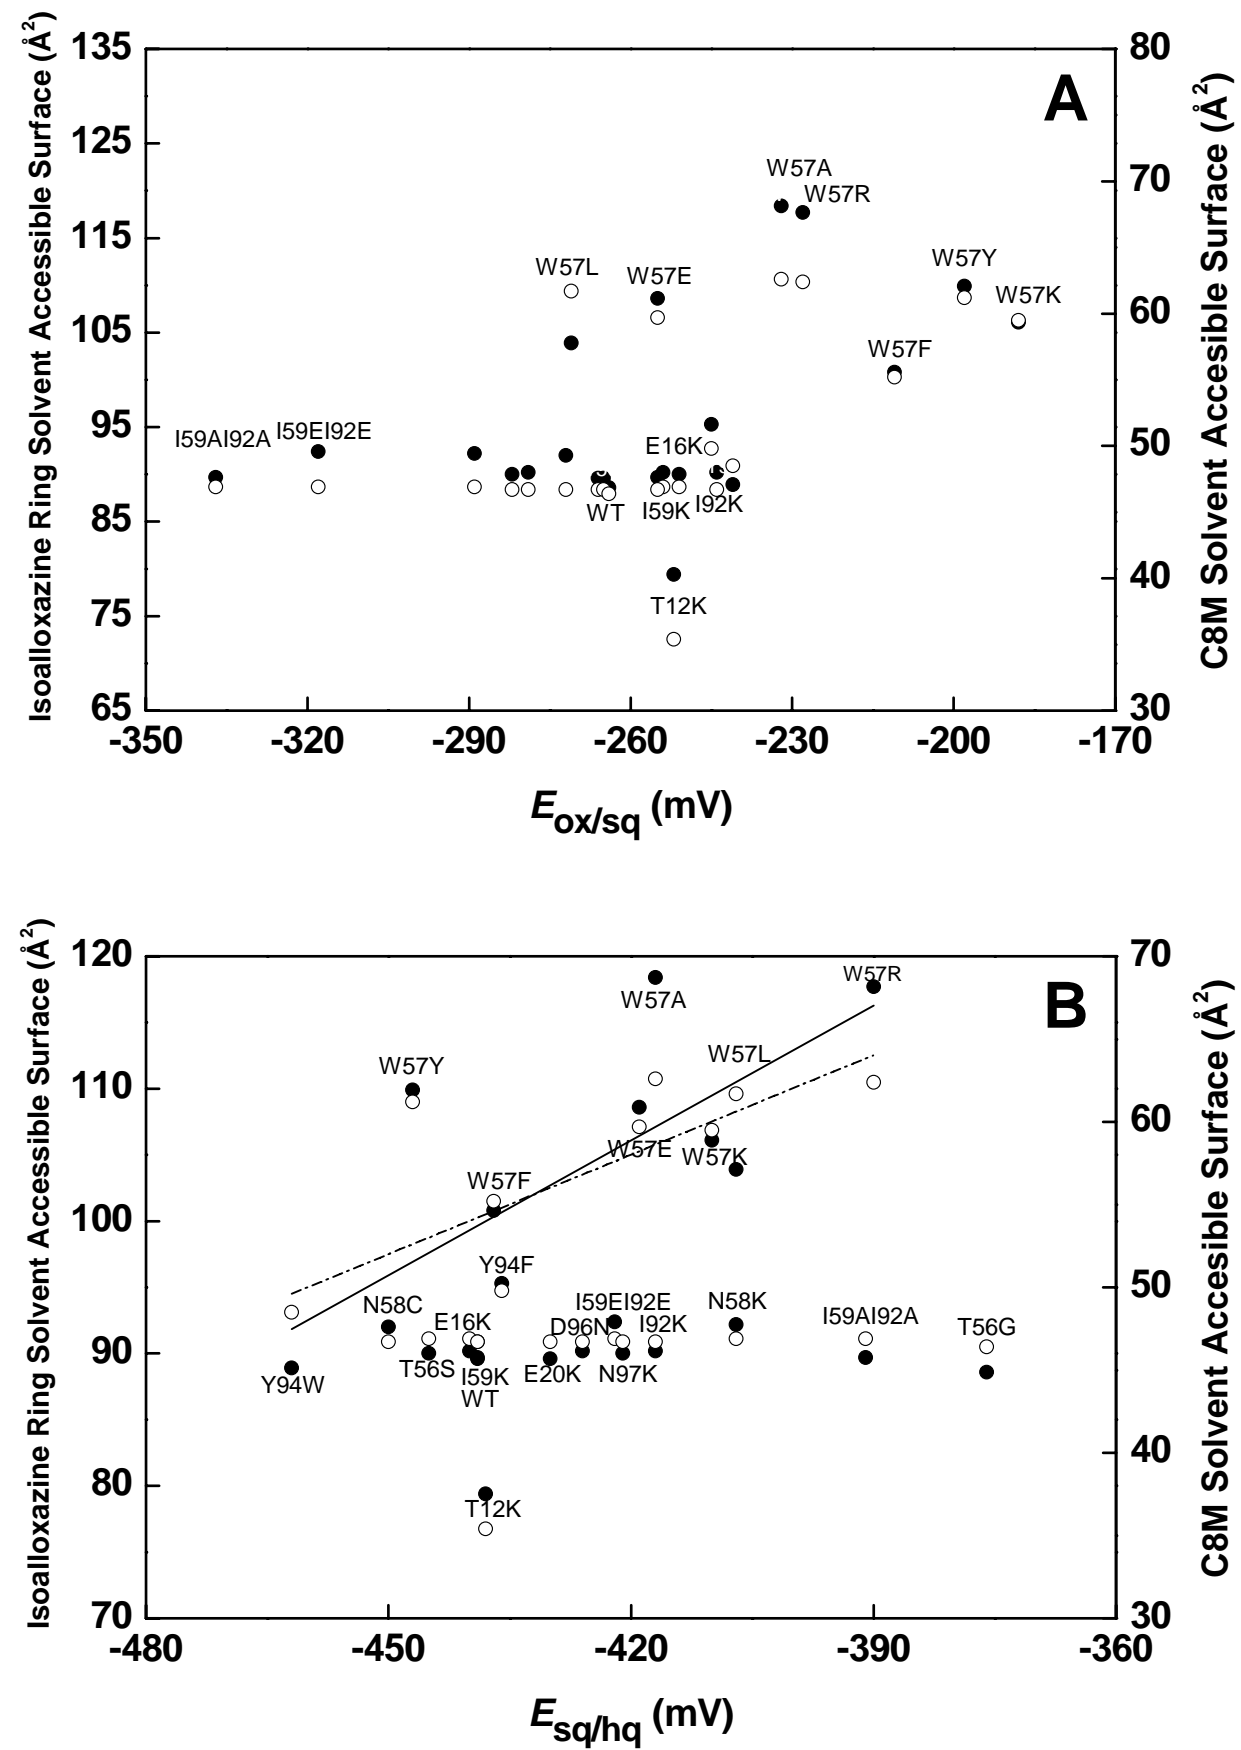 Isoalloxazine Ring Solvent Accessible Surface (Å²)
135
125
115
105
95
85
75
65
A
W57A
W57R
W57L
W57E
W57Y
W57K
W57F
I59AI92A
I59EI92E
E16K
WT
I59K
I92K
T12K
80
70
60
50
40
30
C8M Solvent Accesible Surface (Å²)
-350 -320 -290 -260 -230 -200 -170
Eox/sq (mV)
Isoalloxazine Ring Solvent Accessible Surface (Å²)
120
110
100
90
80
70
B
W57R
W57A
W57L
W57Y
W57E
W57K
W57F
Y94F
N58C
E16K
I59EI92E
D96N
I92K
N58K
I59AI92A
T56G
Y94W
T56S
I59K
WT
E20K
N97K
T12K
70
60
50
40
30
C8M Solvent Accesible Surface (Å²)
-480 -450 -420 -390 -360
Esq/hq (mV)